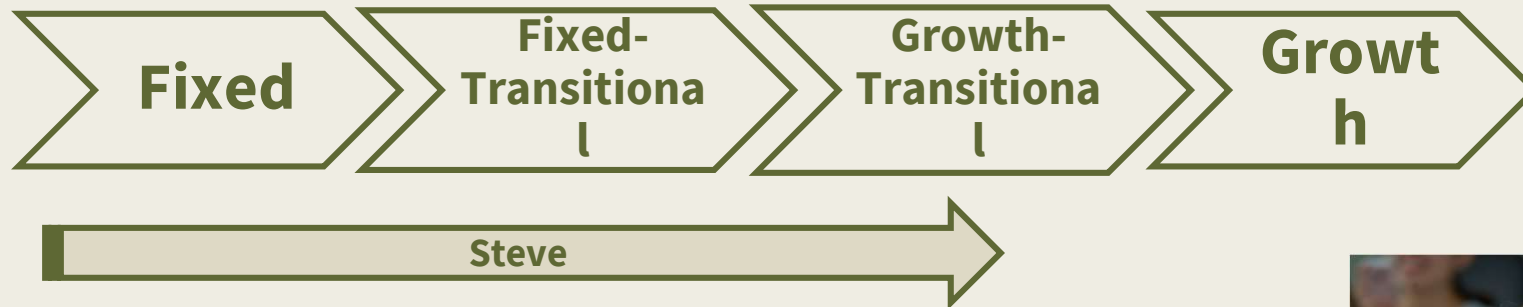 Fixed
Fixed-
Transitiona
l
Growth-
Transitiona
l
Growt
h
Steve